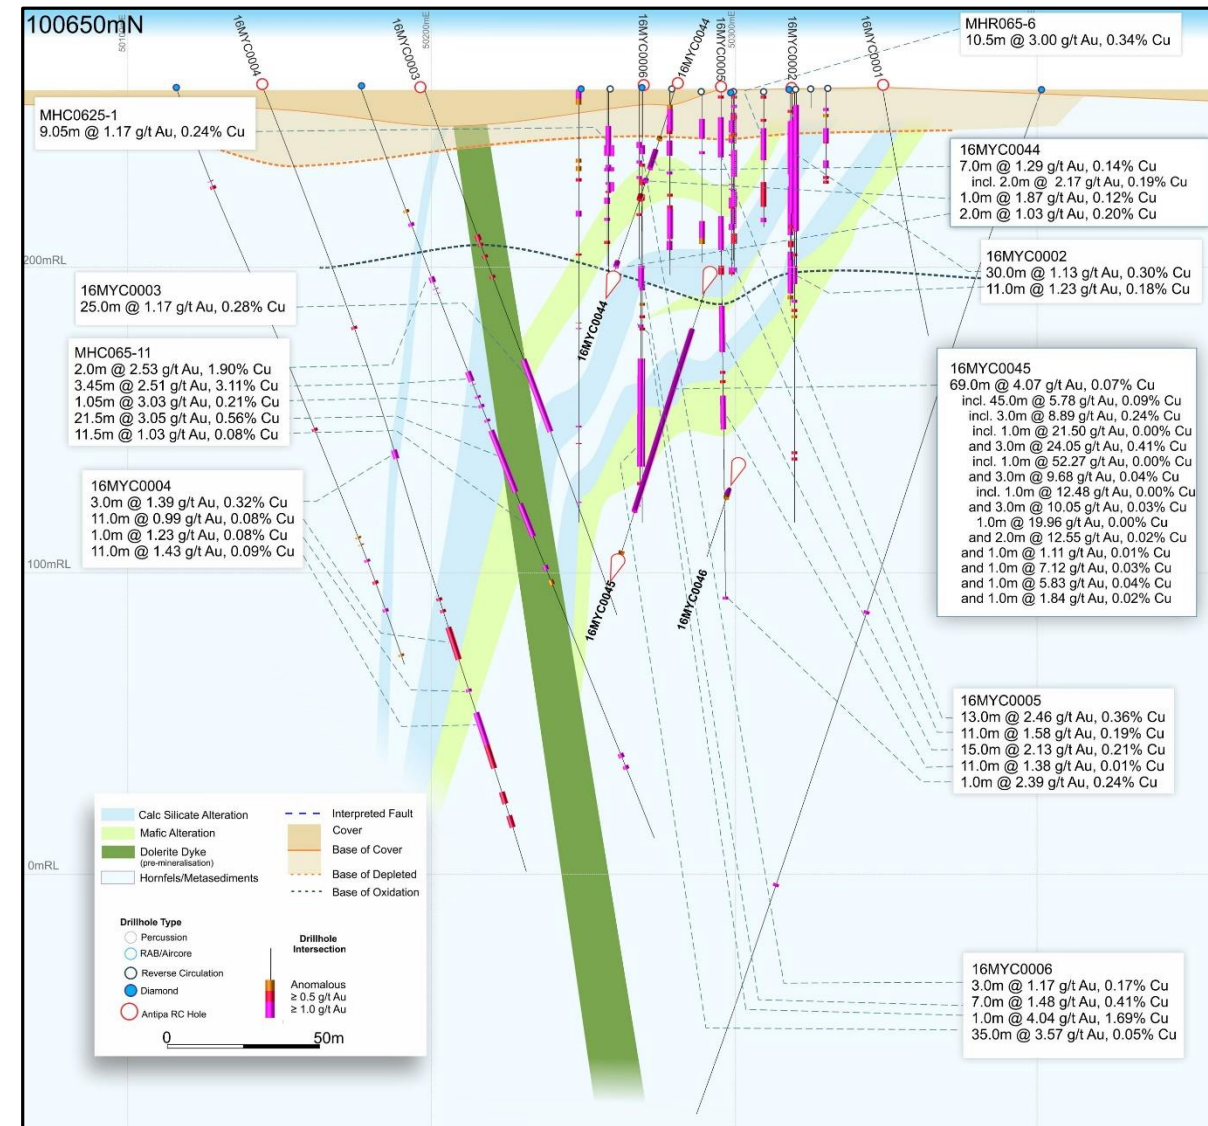 100650mN
50100mE
50200mE
50300mE
16MYC0004
16MYC0003
16MYC0006
16MYC0044
16MYC0005
16MYC0002
16MYC0001
MHR065-6
10.5m @ 3.00 g/t Au, 0.34% Cu
MHC0625-1
9.05m @ 1.17 g/t Au, 0.24% Cu
16MYC0044
7.0m @ 1.29 g/t Au, 0.14% Cu
incl. 2.0m @ 2.17 g/t Au, 0.19% Cu
1.0m @ 1.87 g/t Au, 0.12% Cu
2.0m @ 1.03 g/t Au, 0.20% Cu
16MYC0002
30.0m @ 1.13 g/t Au, 0.30% Cu
11.0m @ 1.23 g/t Au, 0.18% Cu
200mRL
16MYC0003
25.0m @ 1.17 g/t Au, 0.28% Cu
16MYC0044
MHC065-11
2.0m @ 2.53 g/t Au, 1.90% Cu
3.45m @ 2.51 g/t Au, 3.11% Cu
1.05m @ 3.03 g/t Au, 0.21% Cu
21.5m @ 3.05 g/t Au, 0.56% Cu
11.5m @ 1.03 g/t Au, 0.08% Cu
16MYC0045
69.0m @ 4.07 g/t Au, 0.07% Cu
incl. 45.0m @ 5.78 g/t Au, 0.09% Cu
incl. 3.0m @ 8.89 g/t Au, 0.24% Cu
incl. 1.0m @ 21.50 g/t Au, 0.00% Cu
and 3.0m @ 24.05 g/t Au, 0.41% Cu
incl. 1.0m @ 52.27 g/t Au, 0.00% Cu
and 3.0m @ 9.68 g/t Au, 0.04% Cu
incl. 1.0m @ 12.48 g/t Au, 0.00% Cu
and 3.0m @ 10.05 g/t Au, 0.03% Cu
1.0m @ 19.96 g/t Au, 0.00% Cu
and 2.0m @ 12.55 g/t Au, 0.02% Cu
and 1.0m @ 1.11 g/t Au, 0.01% Cu
and 1.0m @ 7.12 g/t Au, 0.03% Cu
and 1.0m @ 5.83 g/t Au, 0.04% Cu
and 1.0m @ 1.84 g/t Au, 0.02% Cu
16MYC0004
3.0m @ 1.39 g/t Au, 0.32% Cu
11.0m @ 0.99 g/t Au, 0.08% Cu
1.0m @ 1.23 g/t Au, 0.08% Cu
11.0m @ 1.43 g/t Au, 0.09% Cu
100mRL
16MYC0045
16MYC0046
16MYC0005
13.0m @ 2.46 g/t Au, 0.36% Cu
11.0m @ 1.58 g/t Au, 0.19% Cu
15.0m @ 2.13 g/t Au, 0.21% Cu
11.0m @ 1.38 g/t Au, 0.01% Cu
1.0m @ 2.39 g/t Au, 0.24% Cu
0mRL
Calc Silicate Alteration
Mafic Alteration
Dolerite Dyke
(pre-mineralisation)
Hornfels/Metasediments
Interpreted Fault
Cover
Base of Cover
Base of Depleted
Base of Oxidation
Drillhole Type
Percussion
RAB/Aircore
Reverse Circulation
Diamond
Antipa RC Hole
Drillhole
Intersection
Anomalous
≥ 0.5 g/t Au
≥ 1.0 g/t Au
0 50m
16MYC0006
3.0m @ 1.17 g/t Au, 0.17% Cu
7.0m @ 1.48 g/t Au, 0.41% Cu
1.0m @ 4.04 g/t Au, 1.69% Cu
35.0m @ 3.57 g/t Au, 0.05% Cu